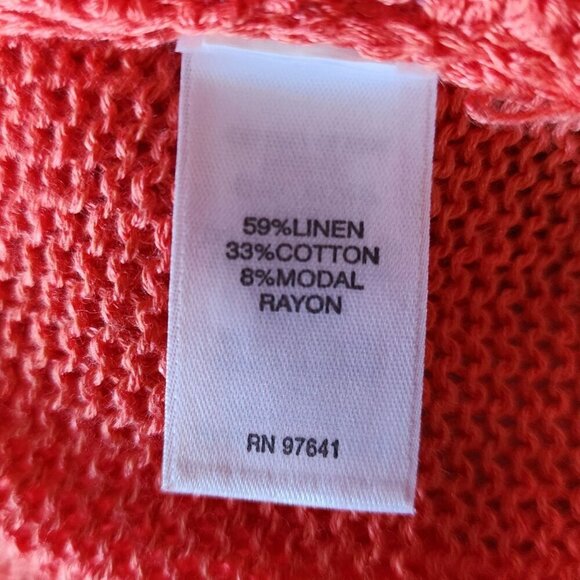 59%LINEN
33%COTTON
8%MODAL
RAYON
RN 97641